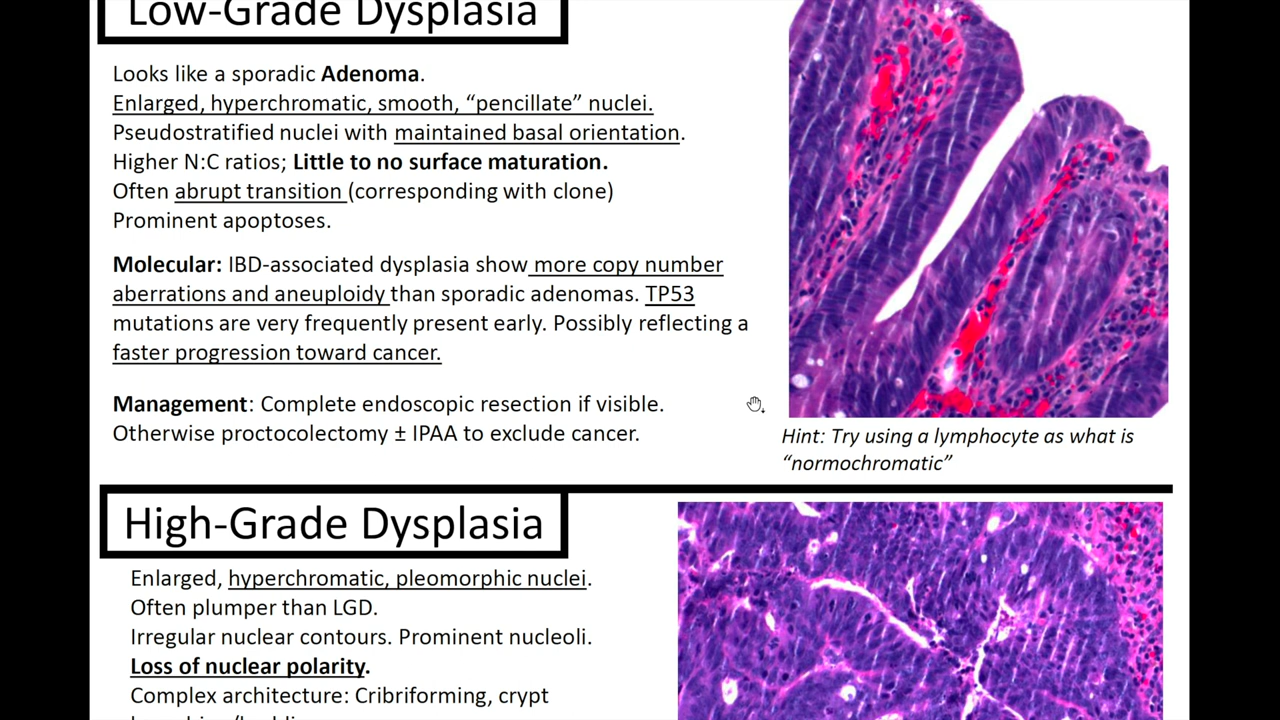 Low-Grade Dysplasia
Looks like a sporadic Adenoma.
Enlarged, hyperchromatic, smooth, “pencillate” nuclei.
Pseudostratified nuclei with maintained basal orientation.
Higher N:C ratios; Little to no surface maturation.
Often abrupt transition (corresponding with clone)
Prominent apoptoses.
Molecular: IBD-associated dysplasia show more copy number
aberrations and aneuploidy than sporadic adenomas. TP53
mutations are very frequently present early. Possibly reflecting a
faster progression toward cancer.
Management: Complete endoscopic resection if visible.
Otherwise proctocolectomy ± IPAA to exclude cancer.
Hint: Try using a lymphocyte as what is
“normochromatic”
High-Grade Dysplasia
Enlarged, hyperchromatic, pleomorphic nuclei.
Often plumper than LGD.
Irregular nuclear contours. Prominent nucleoli.
Loss of nuclear polarity.
Complex architecture: Cribriforming, crypt